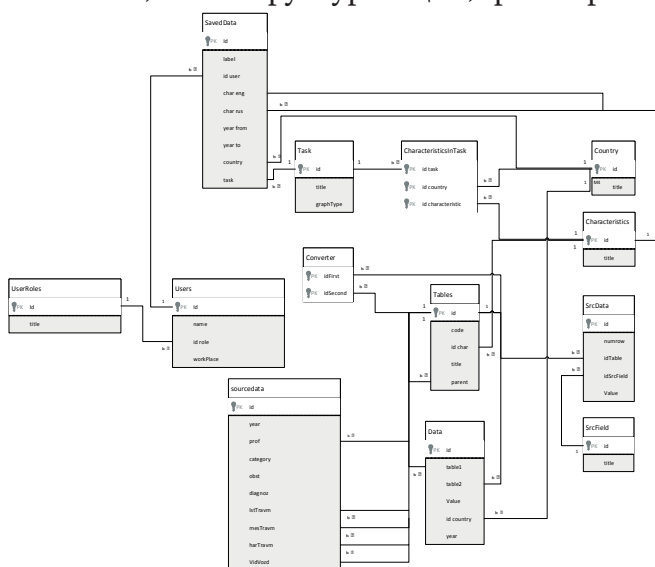 SavedData
PK id
label
id user
char eng
char rus
year from
year to
country
task
Task
PK id
title
graphType
CharacteristicsInTask
PK id task
PK id country
PK id characteristic
Country
PK id
title
Characteristics
PK id
title
Converter
PK idFirst
PK idSecond
UserRoles
PK id
title
Users
PK id
name
id role
workPlace
Tables
PK id
code
id char
title
parent
SrcData
PK id
numrow
idTable
idSrcField
Value
SrcField
PK id
title
sourcedata
PK id
year
prof
category
obst
diagnoz
istTravm
mesTravm
harTravm
VidVozd
Data
PK id
table1
table2
Value
id country
year